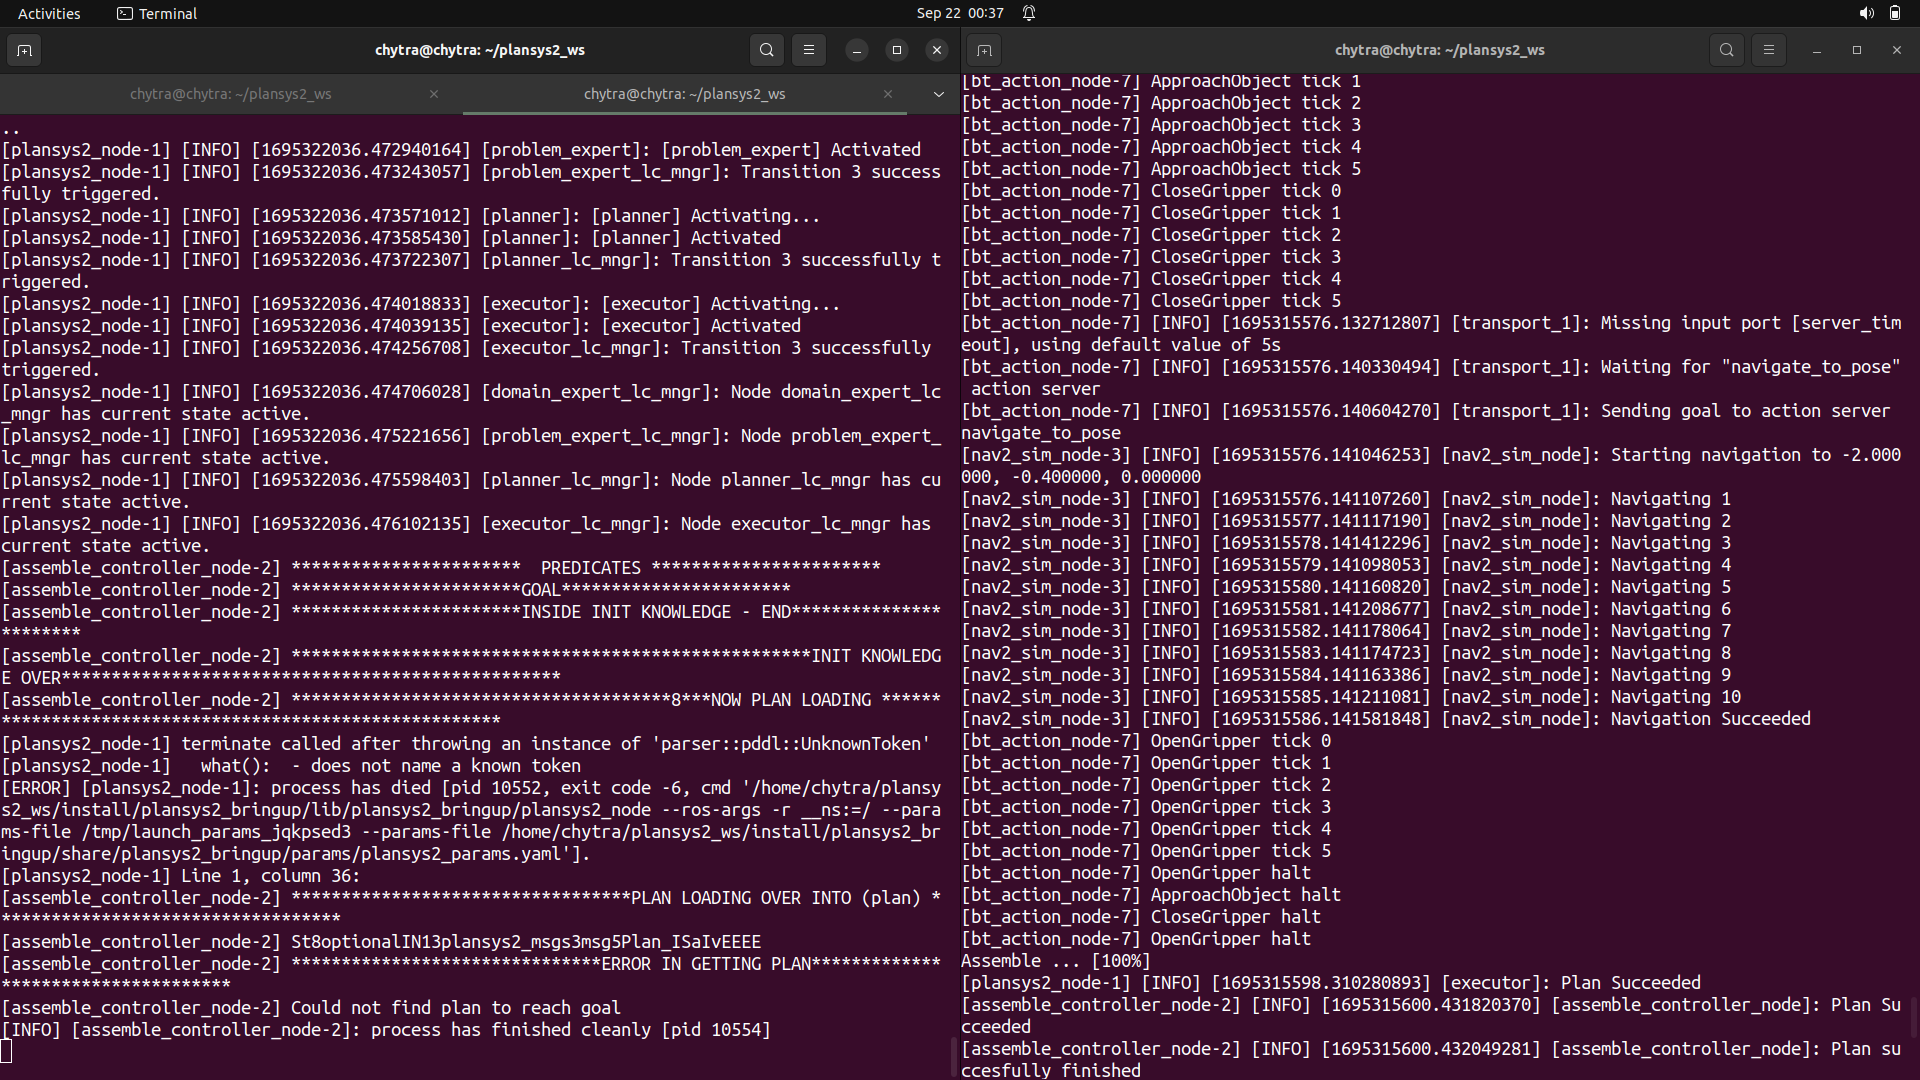 Activities
Terminal
Sep 22 00:37
chytra@chytra: ~/plansys2_ws
chytra@chytra: ~/plansys2_ws
chytra@chytra: ~/plansys2_ws
..
[plansys2_node-1] [INFO] [1695322036.472940164] [problem_expert]: [problem_expert] Activated
[plansys2_node-1] [INFO] [1695322036.473243057] [problem_expert_lc_mngr]: Transition 3 success
fully triggered.
[plansys2_node-1] [INFO] [1695322036.473571012] [planner]: [planner] Activating...
[plansys2_node-1] [INFO] [1695322036.473585430] [planner]: [planner] Activated
[plansys2_node-1] [INFO] [1695322036.473722307] [planner_lc_mngr]: Transition 3 successfully t
riggered.
[plansys2_node-1] [INFO] [1695322036.474018833] [executor]: [executor] Activating...
[plansys2_node-1] [INFO] [1695322036.474039135] [executor]: [executor] Activated
[plansys2_node-1] [INFO] [1695322036.474256708] [executor_lc_mngr]: Transition 3 successfully
triggered.
[plansys2_node-1] [INFO] [1695322036.474706028] [domain_expert_lc_mngr]: Node domain_expert_lc
_mngr has current state active.
[plansys2_node-1] [INFO] [1695322036.475221656] [problem_expert_lc_mngr]: Node problem_expert_
lc_mngr has current state active.
[plansys2_node-1] [INFO] [1695322036.475598403] [planner_lc_mngr]: Node planner_lc_mngr has cu
rrent state active.
[plansys2_node-1] [INFO] [1695322036.476102135] [executor_lc_mngr]: Node executor_lc_mngr has
current state active.
[assemble_controller_node-2] ***********************  PREDICATES ***********************
[assemble_controller_node-2] ***********************GOAL***********************
[assemble_controller_node-2] ***********************INSIDE INIT KNOWLEDGE - END***************
********
[assemble_controller_node-2] ****************************************************INIT KNOWLEDG
E OVER**************************************************
[assemble_controller_node-2] **************************************8***NOW PLAN LOADING ******
**************************************************
[plansys2_node-1] terminate called after throwing an instance of 'parser::pddl::UnknownToken'
[plansys2_node-1]   what():  - does not name a known token
[ERROR] [plansys2_node-1]: process has died [pid 10552, exit code -6, cmd '/home/chytra/plansy
s2_ws/install/plansys2_bringup/lib/plansys2_bringup/plansys2_node --ros-args -r __ns:=/ --para
ms-file /tmp/launch_params_jqkpsed3 --params-file /home/chytra/plansys2_ws/install/plansys2_br
ingup/share/plansys2_bringup/params/plansys2_params.yaml'].
[plansys2_node-1] Line 1, column 36:
[assemble_controller_node-2] **********************************PLAN LOADING OVER INTO (plan) *
**********************************
[assemble_controller_node-2] St8optionalIN13plansys2_msgs3msg5Plan_ISaIvEEEE
[assemble_controller_node-2] *******************************ERROR IN GETTING PLAN*************
***********************
[assemble_controller_node-2] Could not find plan to reach goal
[INFO] [assemble_controller_node-2]: process has finished cleanly [pid 10554]
chytra@chytra: ~/plansys2_ws
[bt_action_node-7] ApproachObject tick 1
[bt_action_node-7] ApproachObject tick 2
[bt_action_node-7] ApproachObject tick 3
[bt_action_node-7] ApproachObject tick 4
[bt_action_node-7] ApproachObject tick 5
[bt_action_node-7] CloseGripper tick 0
[bt_action_node-7] CloseGripper tick 1
[bt_action_node-7] CloseGripper tick 2
[bt_action_node-7] CloseGripper tick 3
[bt_action_node-7] CloseGripper tick 4
[bt_action_node-7] CloseGripper tick 5
[bt_action_node-7] [INFO] [1695315576.132712807] [transport_1]: Missing input port [server_tim
eout], using default value of 5s
[bt_action_node-7] [INFO] [1695315576.140330494] [transport_1]: Waiting for "navigate_to_pose"
 action server
[bt_action_node-7] [INFO] [1695315576.140604270] [transport_1]: Sending goal to action server
navigate_to_pose
[nav2_sim_node-3] [INFO] [1695315576.141046253] [nav2_sim_node]: Starting navigation to -2.000
000, -0.400000, 0.000000
[nav2_sim_node-3] [INFO] [1695315576.141107260] [nav2_sim_node]: Navigating 1
[nav2_sim_node-3] [INFO] [1695315577.141117190] [nav2_sim_node]: Navigating 2
[nav2_sim_node-3] [INFO] [1695315578.141412296] [nav2_sim_node]: Navigating 3
[nav2_sim_node-3] [INFO] [1695315579.141098053] [nav2_sim_node]: Navigating 4
[nav2_sim_node-3] [INFO] [1695315580.141160820] [nav2_sim_node]: Navigating 5
[nav2_sim_node-3] [INFO] [1695315581.141208677] [nav2_sim_node]: Navigating 6
[nav2_sim_node-3] [INFO] [1695315582.141178064] [nav2_sim_node]: Navigating 7
[nav2_sim_node-3] [INFO] [1695315583.141174723] [nav2_sim_node]: Navigating 8
[nav2_sim_node-3] [INFO] [1695315584.141163386] [nav2_sim_node]: Navigating 9
[nav2_sim_node-3] [INFO] [1695315585.141211081] [nav2_sim_node]: Navigating 10
[nav2_sim_node-3] [INFO] [1695315586.141581848] [nav2_sim_node]: Navigation Succeeded
[bt_action_node-7] OpenGripper tick 0
[bt_action_node-7] OpenGripper tick 1
[bt_action_node-7] OpenGripper tick 2
[bt_action_node-7] OpenGripper tick 3
[bt_action_node-7] OpenGripper tick 4
[bt_action_node-7] OpenGripper tick 5
[bt_action_node-7] OpenGripper halt
[bt_action_node-7] ApproachObject halt
[bt_action_node-7] CloseGripper halt
[bt_action_node-7] OpenGripper halt
Assemble ... [100%]
[plansys2_node-1] [INFO] [1695315598.310280893] [executor]: Plan Succeeded
[assemble_controller_node-2] [INFO] [1695315600.431820370] [assemble_controller_node]: Plan Su
cceeded
[assemble_controller_node-2] [INFO] [1695315600.432049281] [assemble_controller_node]: Plan su
ccesfully finished